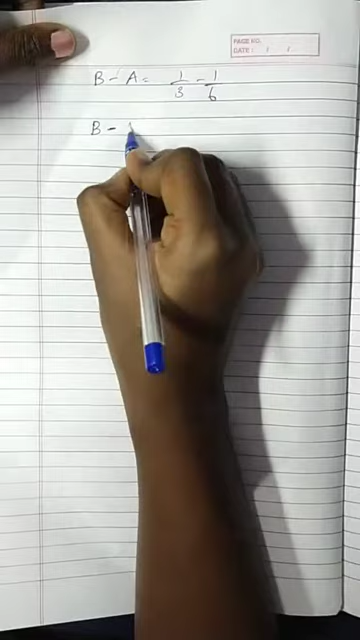 PAGE NO.
DATE: / /
B - A = 1/3 - 1/6
B -